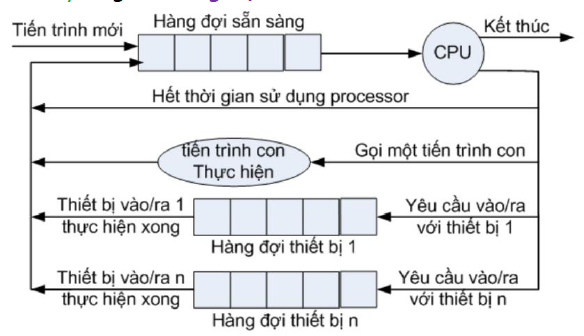 Hàng đợi sẵn sàng
Tiến trình mới
Kết thúc
CPU
Hết thời gian sử dụng processor
tiến trình con
Thực hiện
Gọi một tiến trình con
Thiết bị vào/ra 1
thực hiện xong
Hàng đợi thiết bị 1
Yêu cầu vào/ra
với thiết bị 1
Thiết bị vào/ra n
thực hiện xong
Hàng đợi thiết bị n
Yêu cầu vào/ra
với thiết bị n